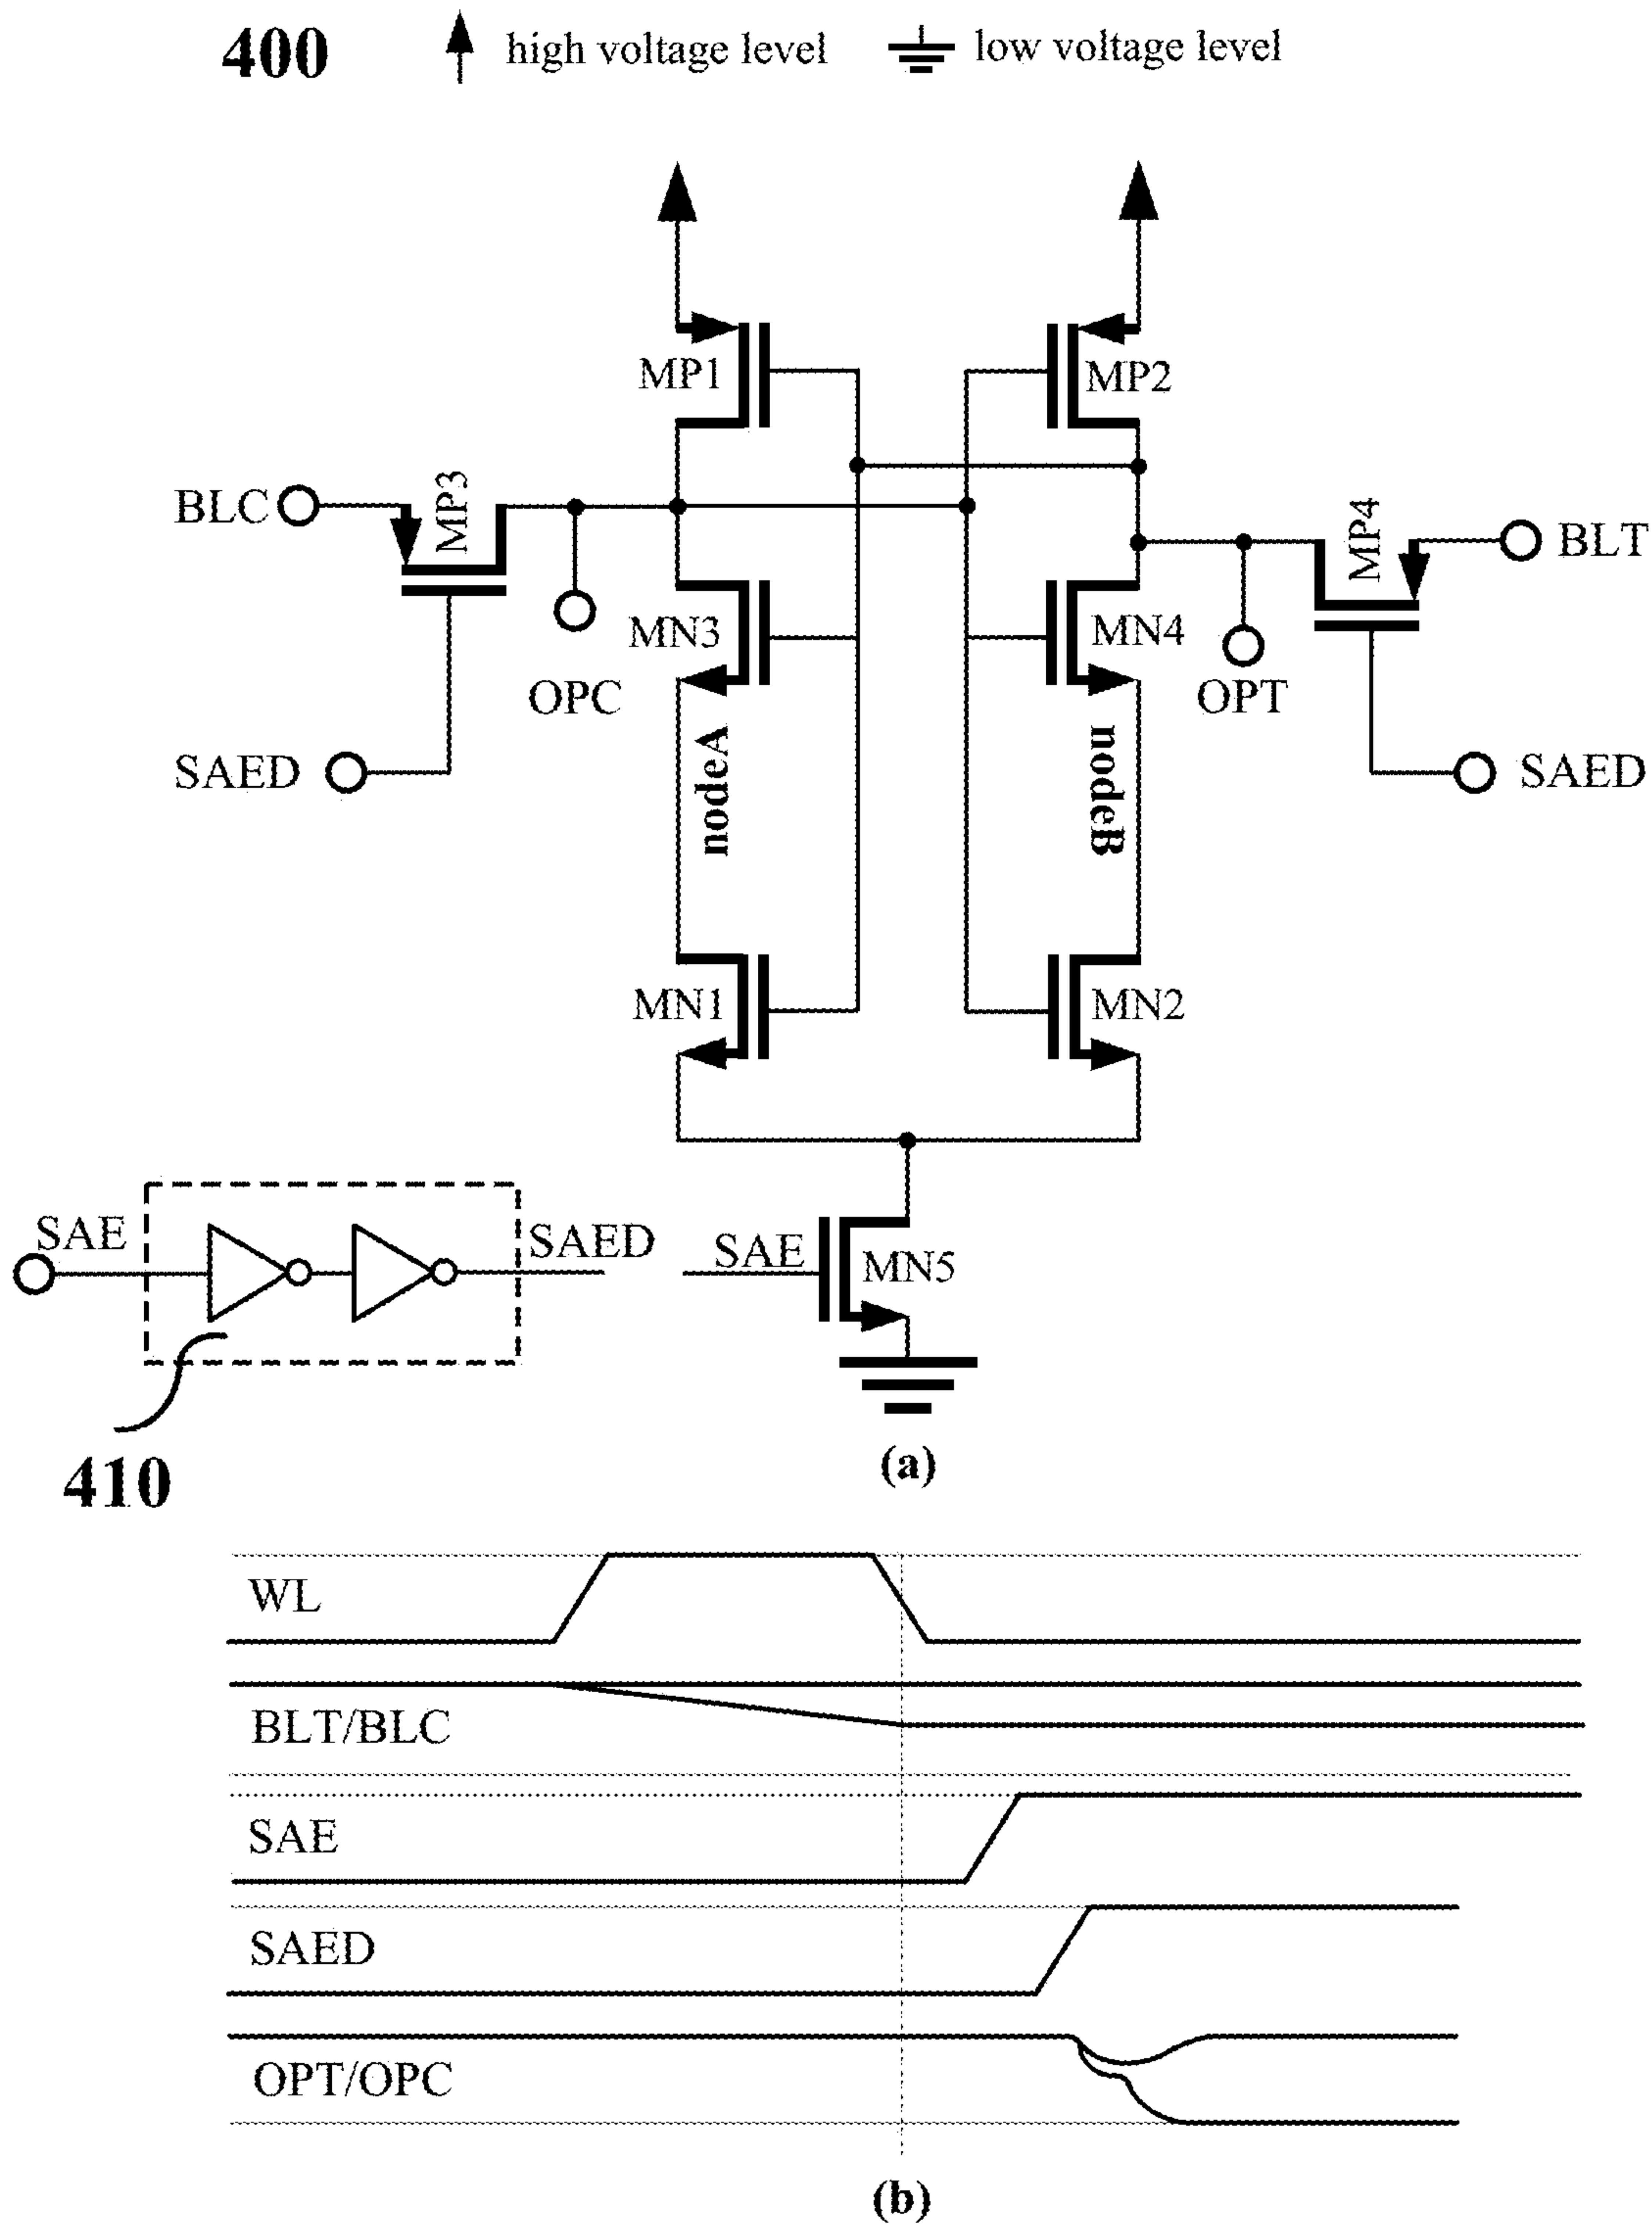 400 high voltage level low voltage level
MP1 MP2
BLC MP3 MP4 BLT
MN3 MN4
OPC OPT
SAED nodeA nodeB SAED
MN1 MN2
SAE SAED SAE MN5
410 (a)
WL
BLT/BLC
SAE
SAED
OPT/OPC
(b)